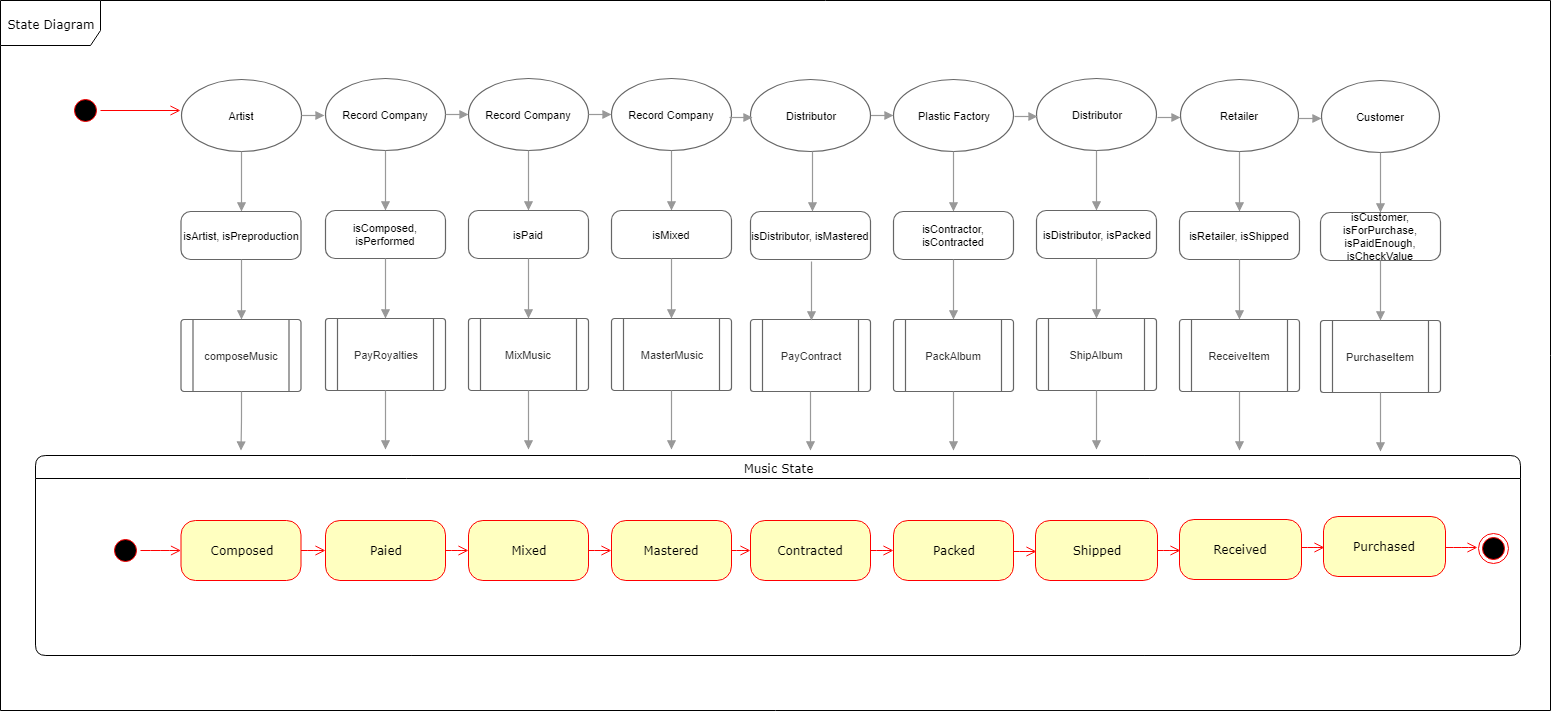 State Diagram
Artist
Record Company
Record Company
Record Company
Distributor
Plastic Factory
Distributor
Retailer
Customer
isArtist, isPreproduction
isComposed,
isPerformed
isPaid
isMixed
isDistributor, isMastered
isContractor,
isContracted
isDistributor, isPacked
isRetailer, isShipped
isCustomer,
isForPurchase,
isPaidEnough,
isCheckValue
composeMusic
PayRoyalties
MixMusic
MasterMusic
PayContract
PackAlbum
ShipAlbum
ReceiveItem
PurchaseItem
Music State
Composed
Paied
Mixed
Mastered
Contracted
Packed
Shipped
Received
Purchased